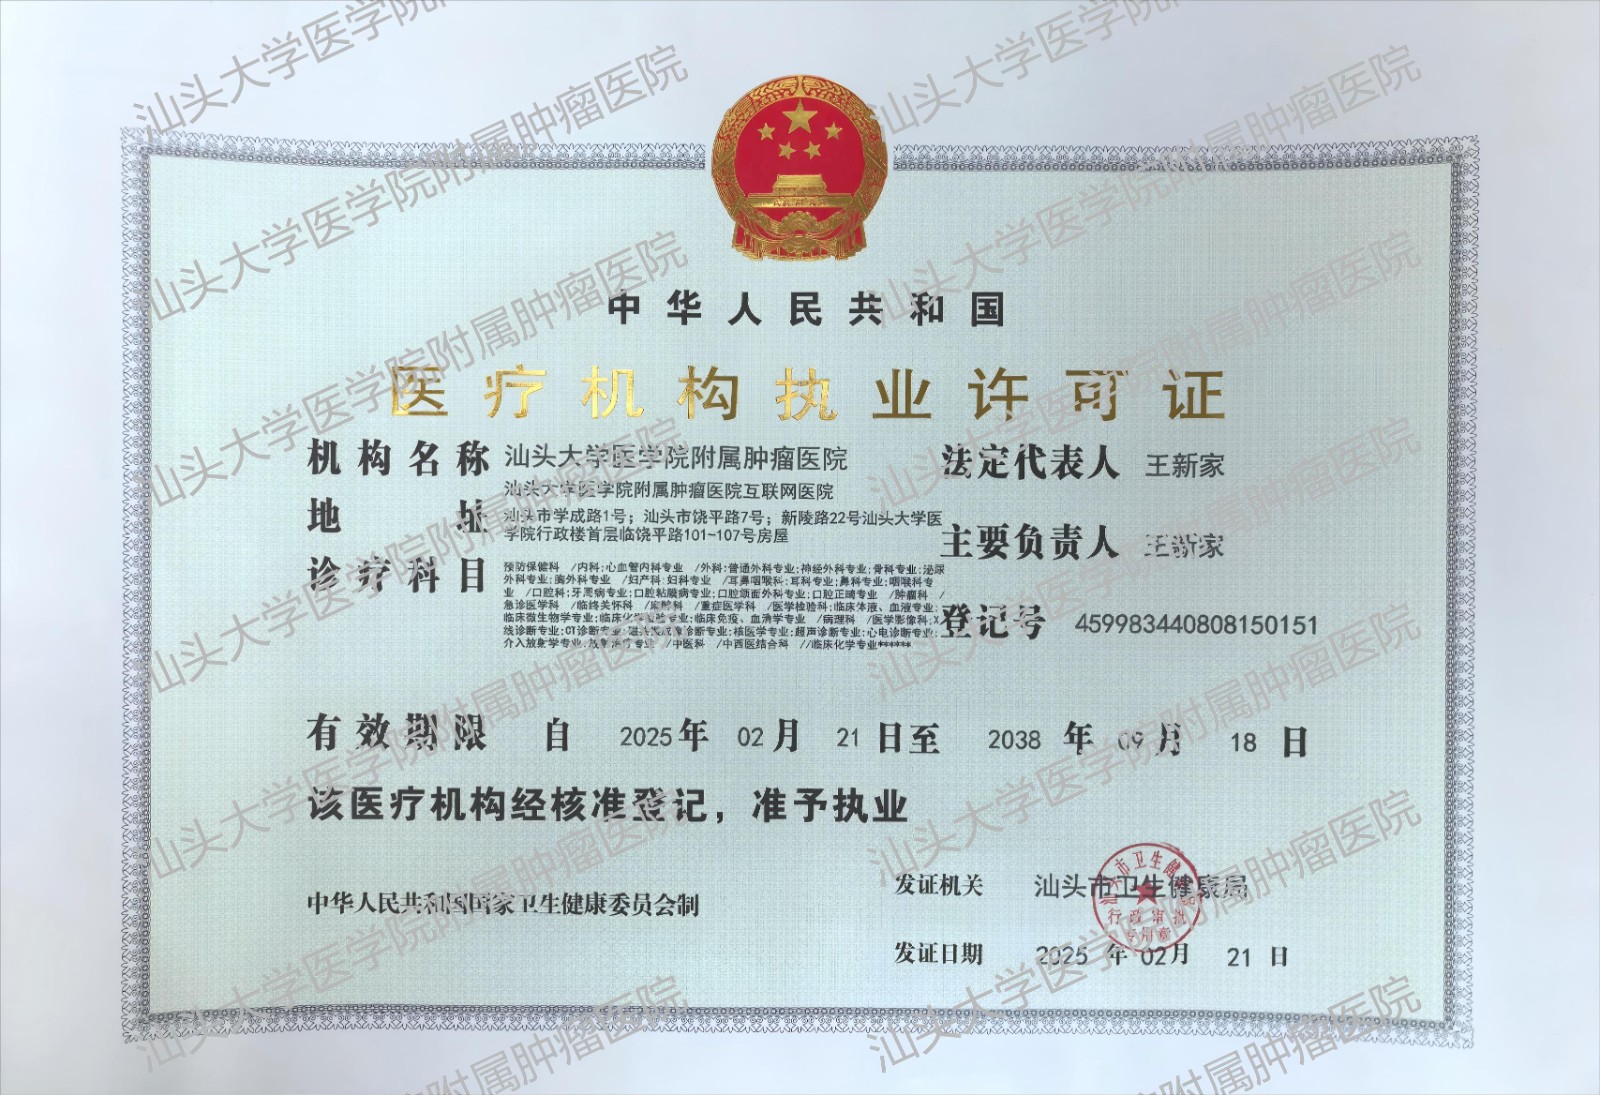 中华人民共和国
医疗机构执业许可证
机构名称 汕头大学医学院附属肿瘤医院
汕头大学医学院附属肿瘤医院互联网医院
法定代表人 王新家
地址 汕头市学成路1号；汕头市饶平路7号；新陵路22号汕头大学医
学院行政楼首层临饶平路101-107号房屋
主要负责人 王新家
诊疗科目 预防保健科 /内科;心血管内科专业 /外科;普通外科专业;神经外科专业;骨科专业;泌尿
外科专业;胸外科专业 /妇产科;妇科专业 /耳鼻咽喉科;耳科专业;鼻科专业;咽喉科专
业 /口腔科;牙周病专业;口腔粘膜病专业;口腔颌面外科专业;口腔正畸专业 /肿瘤科 /
急诊医学科 /临终关怀科 /麻醉科 /重症医学科 /医学检验科;临床体液、血液专业;
临床微生物学专业;临床化学检验专业;临床免疫、血清学专业 /病理科 /医学影像科;X
线诊断专业;CT诊断专业;磁共振成像诊断专业;核医学专业;超声诊断专业;心电诊断专业;
介入放射学专业;放射治疗专业 /中医科 /中西医结合科 //临床化学专业******
登记号 459983440808150151
有效期限 自 2025年 02月 21日至 2038年 09月 18日
该医疗机构经核准登记，准予执业
中华人民共和国国家卫生健康委员会制
发证机关 汕头市卫生健康局
行政审批
专用章
发证日期 2025年02月 21日
汕头大学医学院附属肿瘤医院